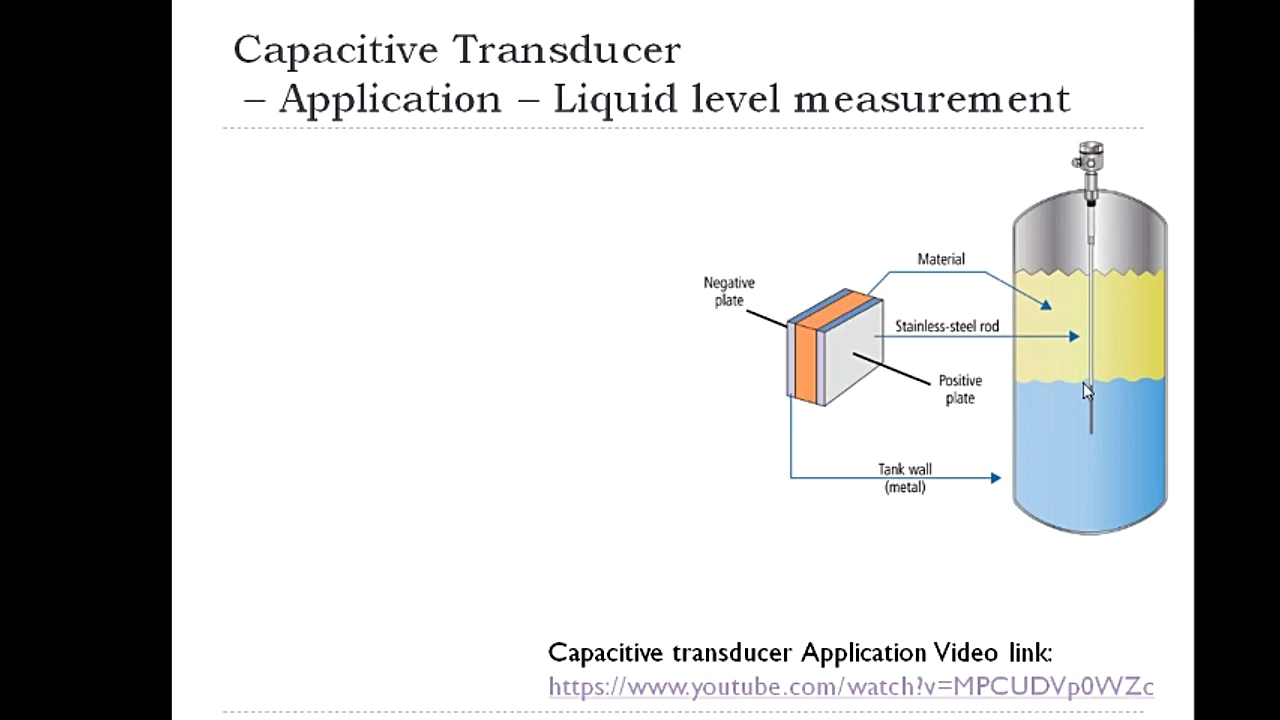 Capacitive Transducer
– Application – Liquid level measurement
Material
Negative
plate
Stainless-steel rod
Positive
plate
Tank wall
(metal)
Capacitive transducer Application Video link:
https://www.youtube.com/watch?v=MPCUDVp0WZc